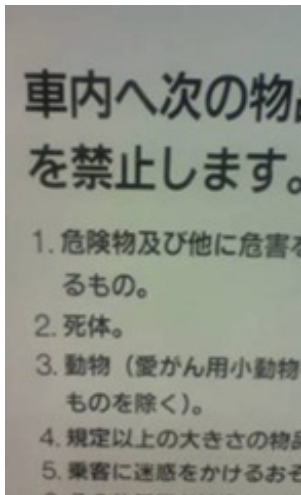 車内へ次の物品
を禁止します。
1. 危険物及び他に危害を
るもの。
2. 死体。
3. 動物（愛がん用小動物
ものを除く）。
4. 規定以上の大きさの物品
5. 乗客に迷惑をかけるおそ